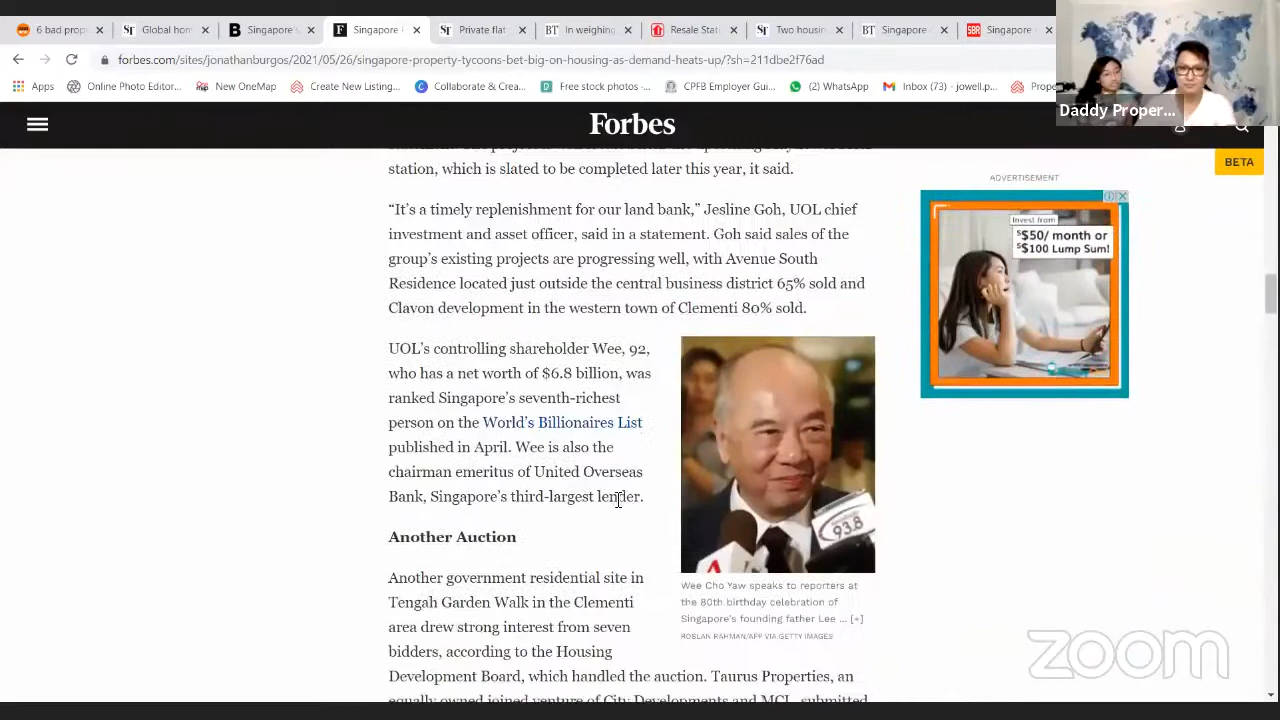 6 bad prop
Global hom
Singapore's
Singapore
Private flat
In weighing
Resale Stati
Two housin
Singapore
Singapore
forbes.com/sites/jonathanburgos/2021/05/26/singapore-property-tycoons-bet-big-on-housing-as-demand-heats-up/?sh=211dbe2f76ad
Apps
Online Photo Editor...
New OneMap
Create New Listing...
Collaborate & Crea...
Free stock photos...
CPFB Employer Gui...
(2) WhatsApp
Inbox (73) - jowell.p...
Daddy Proper...
Forbes
BETA
station, which is slated to be completed later this year, it said.
ADVERTISEMENT
Invest from
S$50/ month or
S$100 Lump Sum!
“It’s a timely replenishment for our land bank,” Jesline Goh, UOL chief
investment and asset officer, said in a statement. Goh said sales of the
group’s existing projects are progressing well, with Avenue South
Residence located just outside the central business district 65% sold and
Clavon development in the western town of Clementi 80% sold.
UOL’s controlling shareholder Wee, 92,
who has a net worth of $6.8 billion, was
ranked Singapore’s seventh-richest
person on the World’s Billionaires List
published in April. Wee is also the
chairman emeritus of United Overseas
Bank, Singapore’s third-largest lender.
93.8
Wee Cho Yaw speaks to reporters at
the 80th birthday celebration of
Singapore's founding father Lee ... [+]
ROSLAN RAHMAN/AFP VIA GETTY IMAGES
Another Auction
Another government residential site in
Tengah Garden Walk in the Clementi
area drew strong interest from seven
bidders, according to the Housing
Development Board, which handled the auction. Taurus Properties, an
equally owned joined venture of City Developments and MCL, submitted
zoom